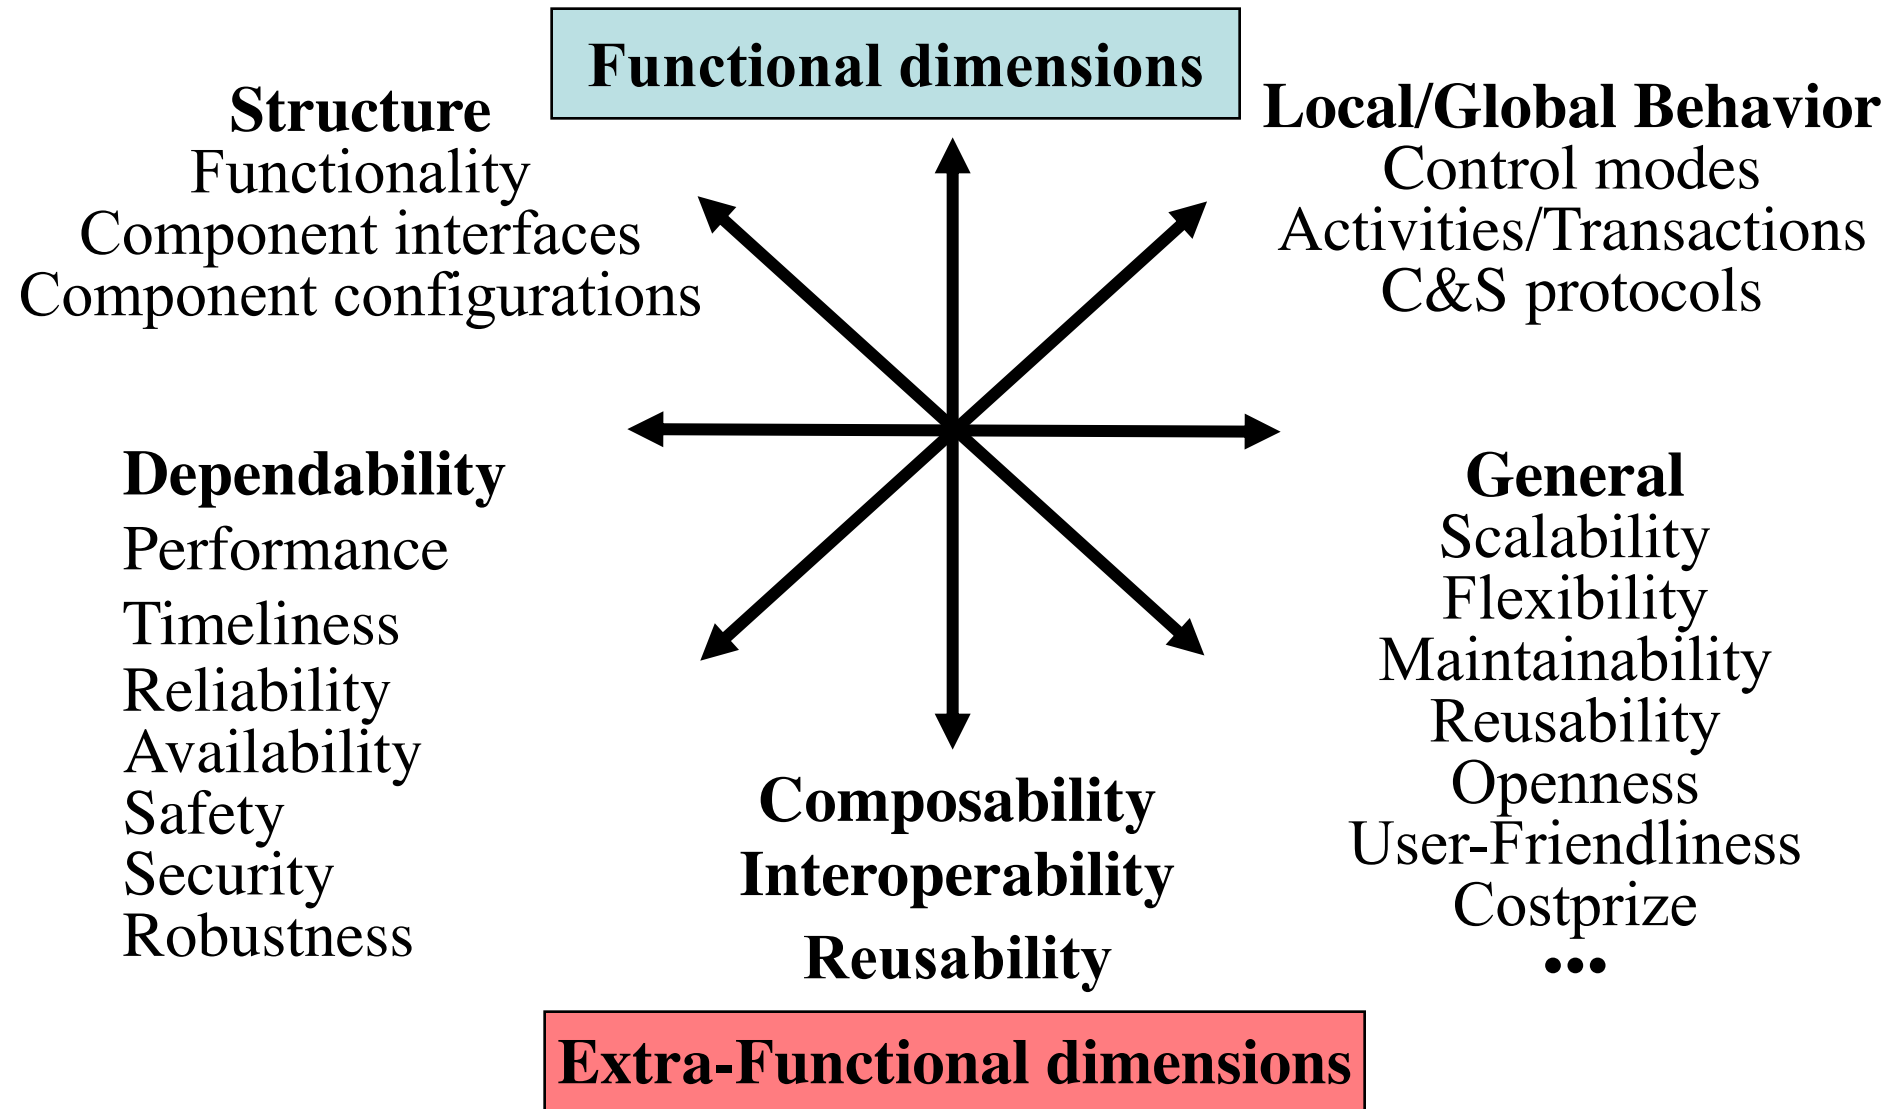 Functional dimensions
Structure
Functionality
Component interfaces
Component configurations
Local/Global Behavior
Control modes
Activities/Transactions
C&S protocols
Dependability
Performance
Timeliness
Reliability
Availability
Safety
Security
Robustness
Composability
Interoperability
Reusability
General
Scalability
Flexibility
Maintainability
Reusability
Openness
User-Friendliness
Costprize
•••
Extra-Functional dimensions